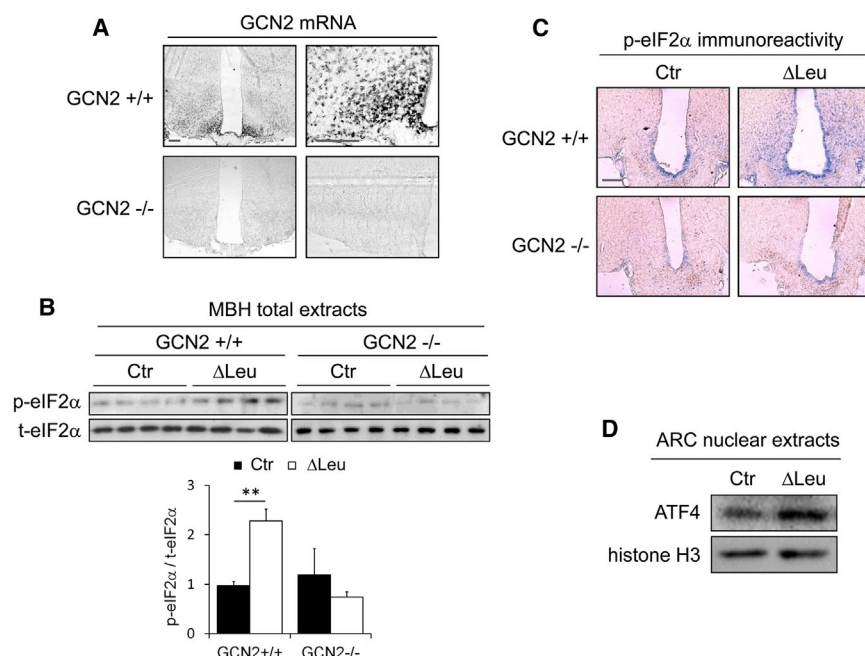 A
GCN2 mRNA
GCN2 +/+
GCN2 -/-
B
MBH total extracts
GCN2 +/+ GCN2 -/-
Ctr ΔLeu Ctr ΔLeu
p-eIF2α
t-eIF2α
Ctr ΔLeu
p-eIF2α / t-eIF2α
3
2
1
0
**
GCN2+/+ GCN2-/-
C
p-eIF2α immunoreactivity
Ctr ΔLeu
GCN2 +/+
GCN2 -/-
D
ARC nuclear extracts
Ctr ΔLeu
ATF4
histone H3